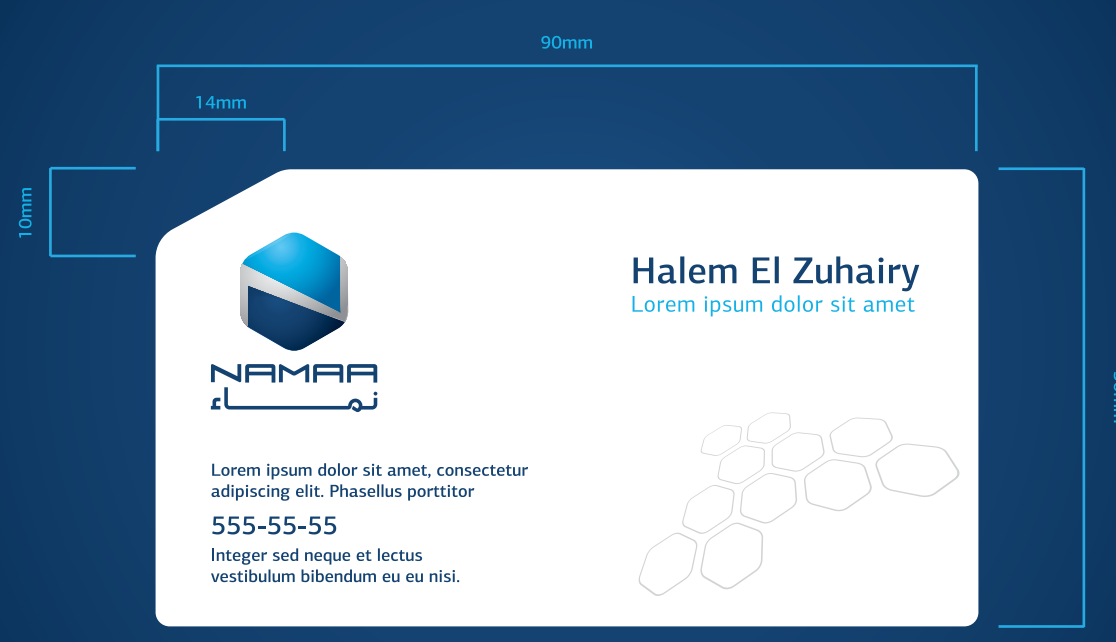 90mm
14mm
10mm
Halem El Zuhairy
Lorem ipsum dolor sit amet
NAMAA
نماء
Lorem ipsum dolor sit amet, consectetur
adipiscing elit. Phasellus porttitor
555-55-55
Integer sed neque et lectus
vestibulum bibendum eu eu nisi.